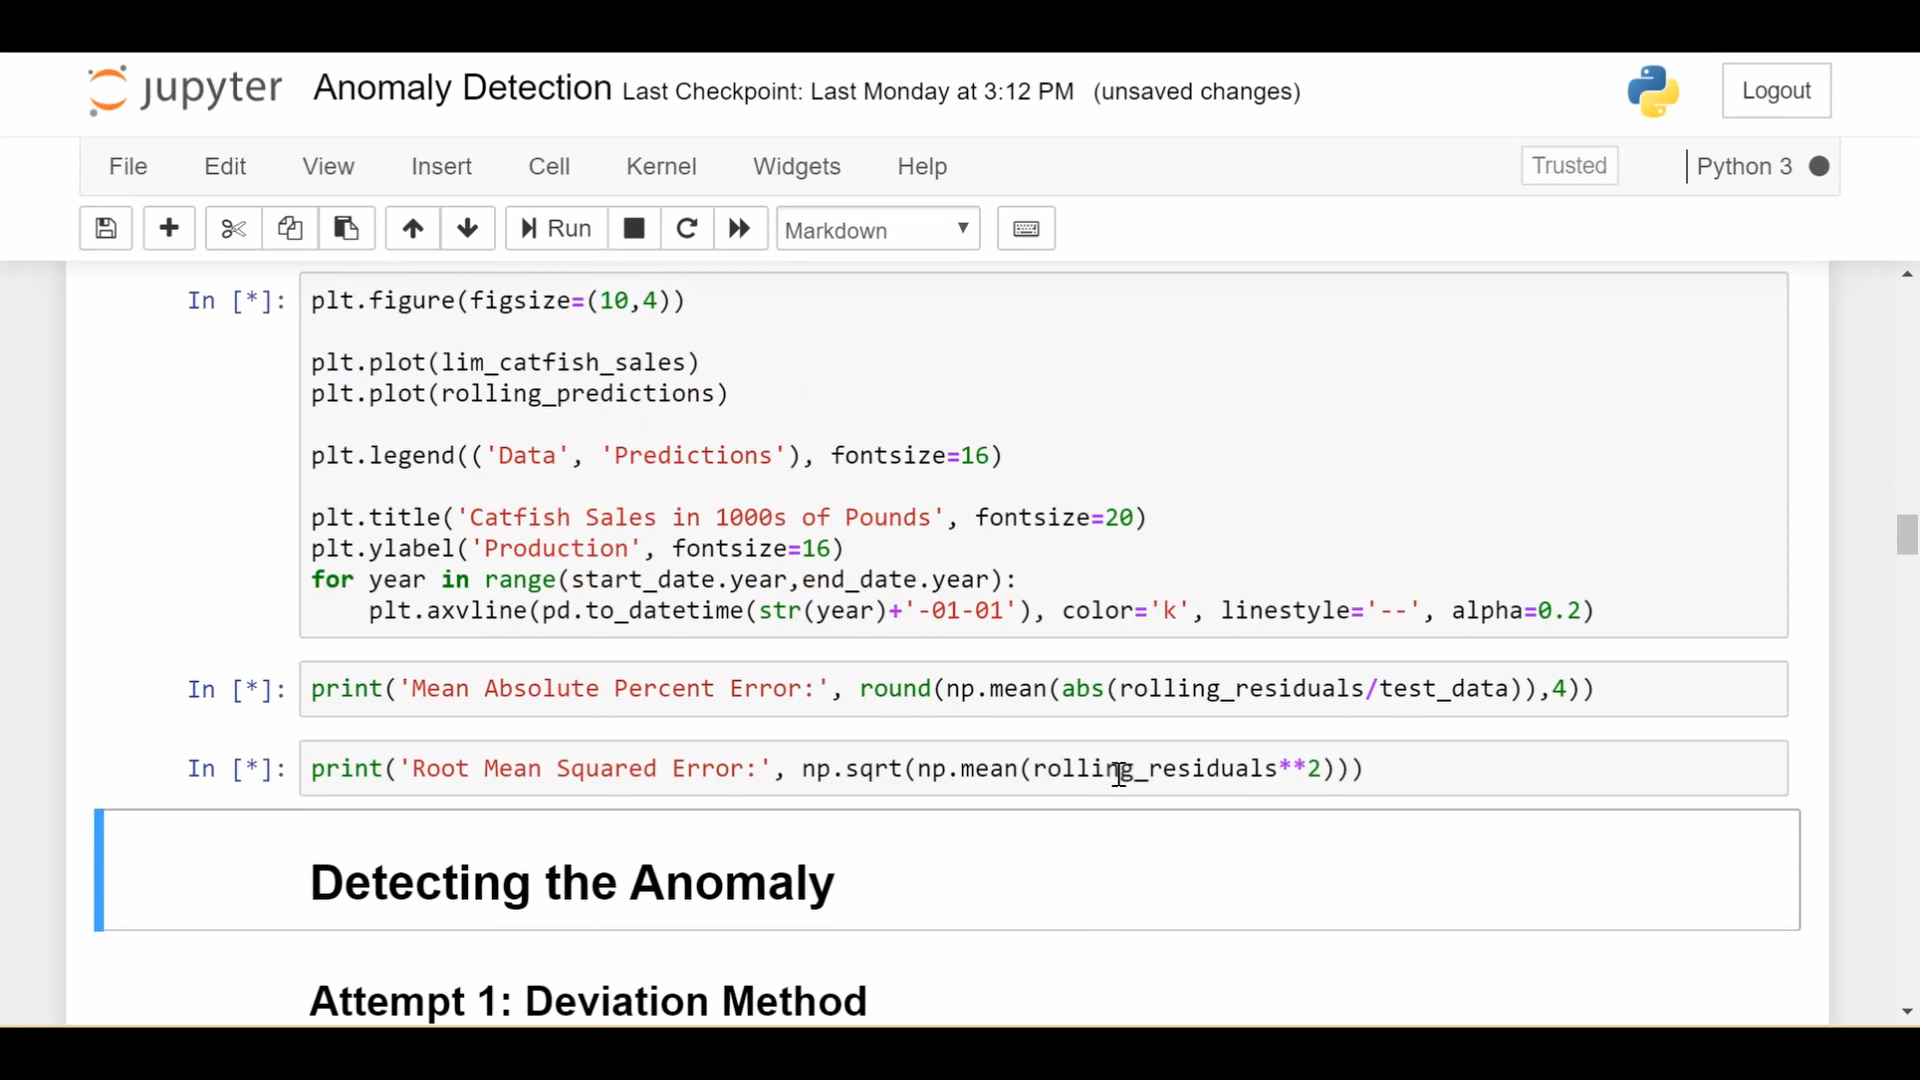 jupyter Anomaly Detection Last Checkpoint: Last Monday at 3:12 PM (unsaved changes) Logout
File Edit View Insert Cell Kernel Widgets Help Trusted Python 3
Run Markdown
In [*]: plt.figure(figsize=(10,4))
plt.plot(lim_catfish_sales)
plt.plot(rolling_predictions)
plt.legend(('Data', 'Predictions'), fontsize=16)
plt.title('Catfish Sales in 1000s of Pounds', fontsize=20)
plt.ylabel('Production', fontsize=16)
for year in range(start_date.year,end_date.year):
    plt.axvline(pd.to_datetime(str(year)+'-01-01'), color='k', linestyle='--', alpha=0.2)
In [*]: print('Mean Absolute Percent Error:', round(np.mean(abs(rolling_residuals/test_data)),4))
In [*]: print('Root Mean Squared Error:', np.sqrt(np.mean(rolling_residuals**2)))
Detecting the Anomaly
Attempt 1: Deviation Method